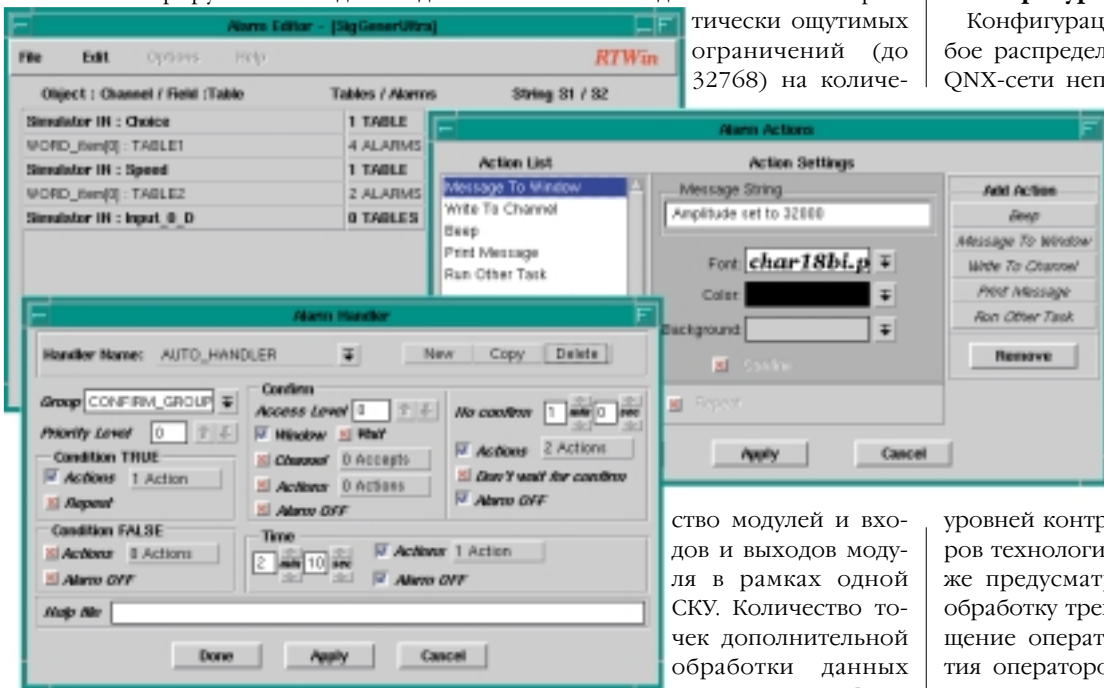 тически ощутимых
ограничений (до
32768) на количе-
Конфигурац
бое распредел
QNX-сети неп
Alarm Editor - [SigGenerUltra]
File Edit Options Help RTWin
Object : Channel / Field :Table Tables / Alarms String S1 / S2
Simulator IN : Choice 1 TABLE
WORD_item[0] : TABLE1 4 ALARMS
Simulator IN : Speed 1 TABLE
WORD_item[0] : TABLE2 2 ALARMS
Simulator IN : Input_0_D 0 TABLES
Alarm Actions
Action List
Message To Window
Write To Channel
Beep
Print Message
Run Other Task
Action Settings
Message String
Amplitude set to 32000
Font: char18bi.p
Color:
Background:
Confirm
Repeat
Add Action
Beep
Message To Window
Write To Channel
Print Message
Run Other Task
Remove
Apply Cancel
Alarm Handler
Handler Name: AUTO_HANDLER New Copy Delete
Group CONFIRM_GROUP
Priority Level 0
Condition TRUE
Actions 1 Action
Repeat
Condition FALSE
Actions 0 Actions
Alarm OFF
Confirm
Access Level 0
Window Wait
Channel 0 Accepts
Actions 0 Actions
Alarm OFF
No confirm 1 min 0 sec
Actions 2 Actions
Don't wait for confirm
Alarm OFF
Time
2 min 10 sec Actions 1 Action
Alarm OFF
Help file
Done Apply Cancel
ство модулей и вхо-
дов и выходов моду-
ля в рамках одной
СКУ. Количество то-
чек дополнительной
обработки данных
уровней контр
ров технологи
же предусмат
обработку трев
щение операт
тия операторо